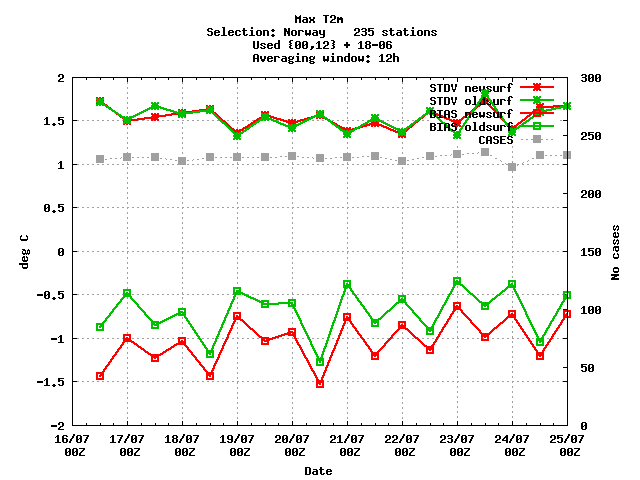 Max T2m
Selection: Norway 235 stations
Used {00,12} + 18-06
Averaging window: 12h
STDV newsurf
STDV oldsurf
BIAS newsurf
BIAS oldsurf
CASES
2
1.5
1
0.5
0
-0.5
-1
-1.5
-2
deg C
300
250
200
150
100
50
0
No cases
16/07 17/07 18/07 19/07 20/07 21/07 22/07 23/07 24/07 25/07
00Z 00Z 00Z 00Z 00Z 00Z 00Z 00Z 00Z 00Z
Date